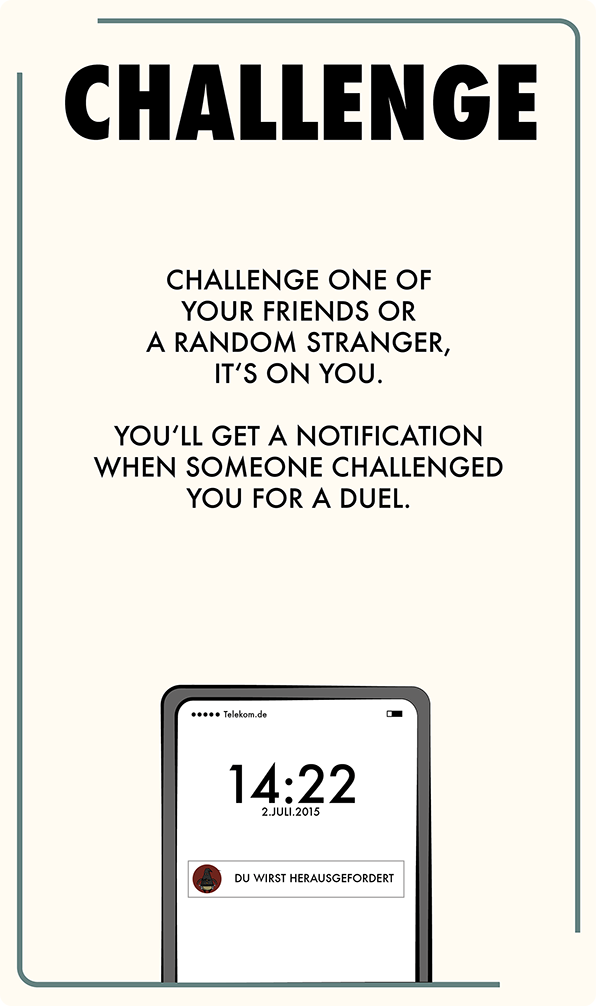 CHALLENGE
CHALLENGE ONE OF
YOUR FRIENDS OR
A RANDOM STRANGER,
IT‘S ON YOU.
YOU‘LL GET A NOTIFICATION
WHEN SOMEONE CHALLENGED
YOU FOR A DUEL.
Telekom.de
14:22
2.JULI.2015
DU WIRST HERAUSGEFORDERT